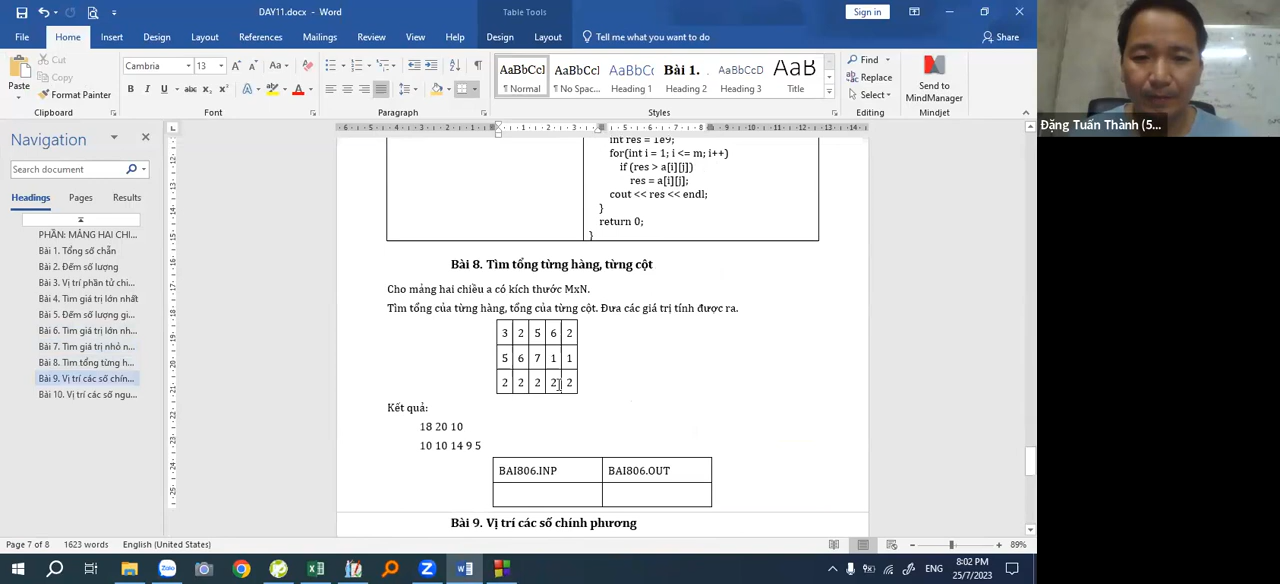 DAY11.docx - Word
Table Tools
Sign in
File Home Insert Design Layout References Mailings Review View Help Design Layout Tell me what you want to do Share
Paste
Cut
Copy
Format Painter
Clipboard
Cambria 13
Font
Paragraph
AaBbCcI AaBbCcI AaBbCcI Bài 1. AaBbCcD AaB
¶ Normal ¶ No Spac... Heading 1 Heading 2 Heading 3 Title
Styles
Find
Replace
Select
Editing
Send to
MindManager
Mindjet
Navigation
Search document
Headings Pages Results
PHẦN: MẢNG HAI CHI...
Bài 1. Tổng số chẵn
Bài 2. Đếm số lượng
Bài 3. Vị trí phần tử chi...
Bài 4. Tìm giá trị lớn nhất
Bài 5. Đếm số lượng gi...
Bài 6. Tìm giá trị lớn nh...
Bài 7. Tìm giá trị nhỏ n...
Bài 8. Tìm tổng từng h...
Bài 9. Vị trí các số chín...
Bài 10. Vị trí các số ngu...
int res = 1e9;
for(int i = 1; i <= m; i++)
if (res > a[i][j])
res = a[i][j];
cout << res << endl;
}
return 0;
}
Bài 8. Tìm tổng từng hàng, từng cột
Cho mảng hai chiều a có kích thước MxN.
Tìm tổng của từng hàng, tổng của từng cột. Đưa các giá trị tính được ra.
3 2 5 6 2
5 6 7 1 1
2 2 2 2 2
Kết quả:
18 20 10
10 10 14 9 5
BAI806.INP BAI806.OUT
Bài 9. Vị trí các số chính phương
Page 7 of 8 1623 words English (United States) 89%
ENG
8:02 PM
25/7/2023
Đặng Tuấn Thành (5...